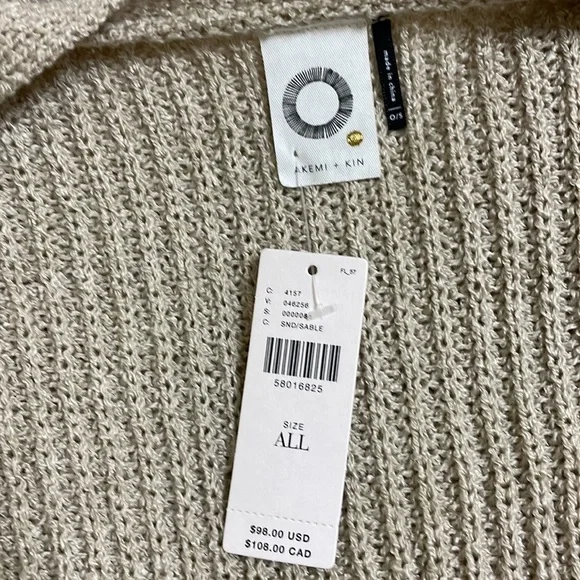 made in china | O/S
AKEMI + KIN
FL_57
C: 4157
V: 046256
S: 000008
C: SND/SABLE
58016825
SIZE
ALL
$98.00 USD
$108.00 CAD